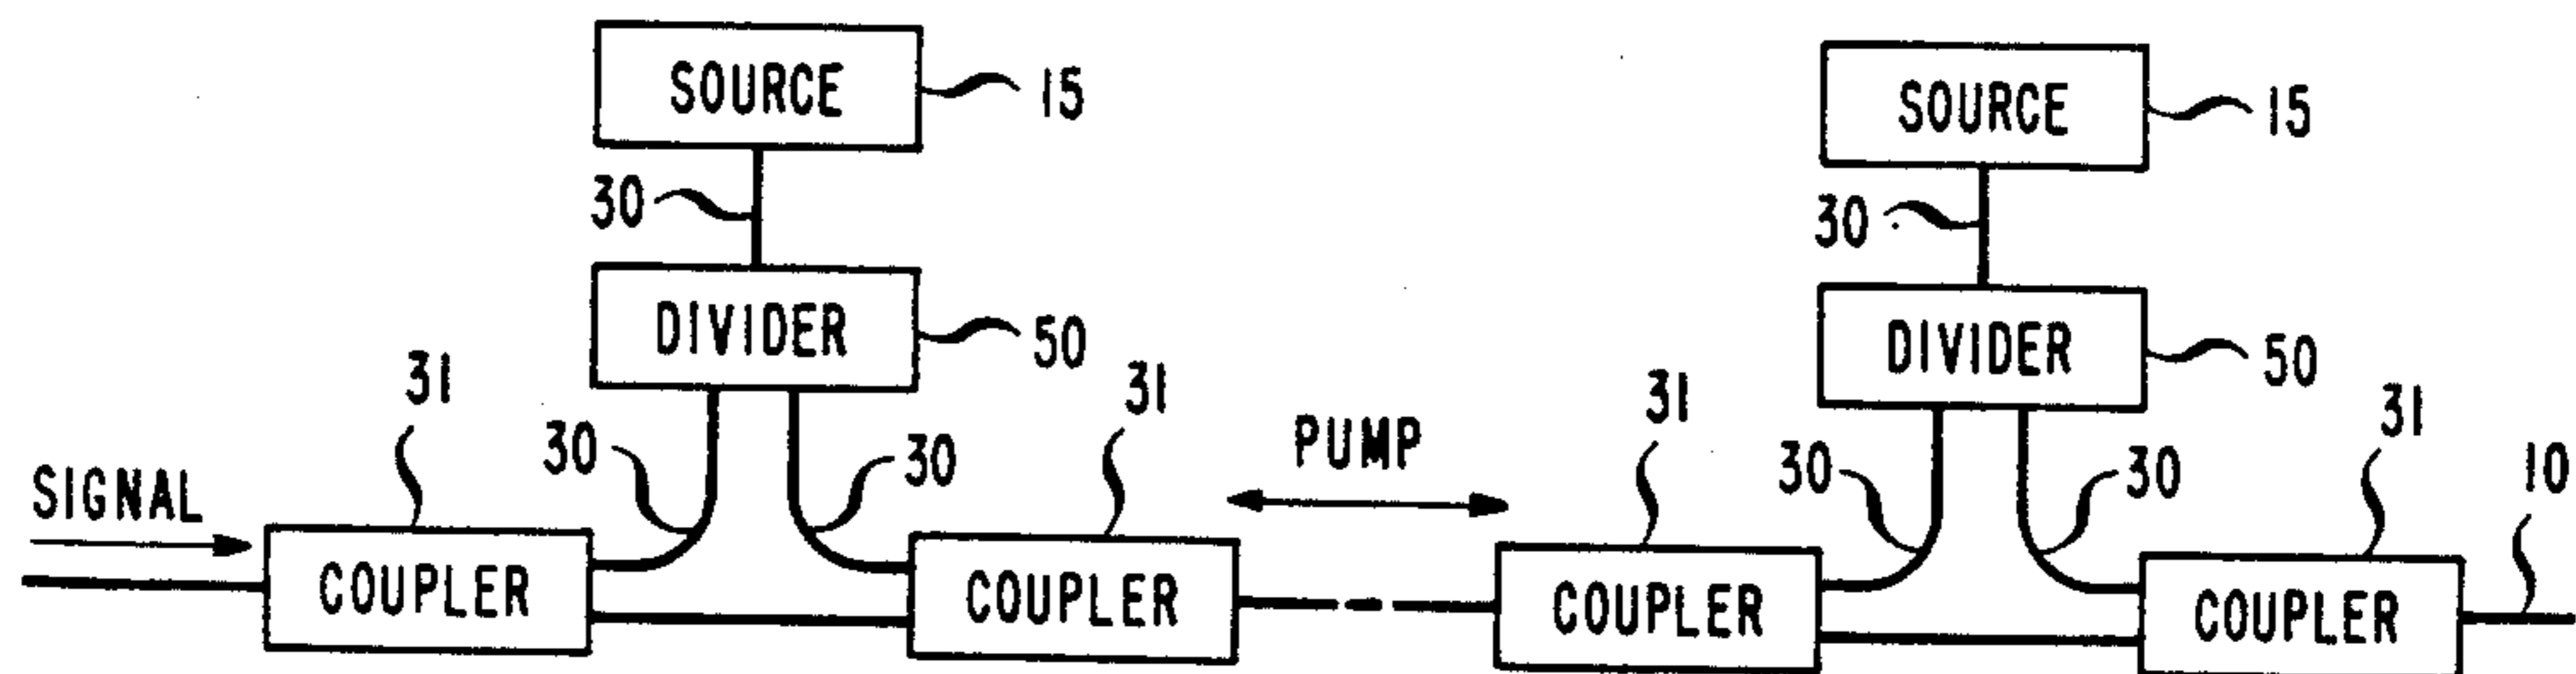 SOURCE 15
SOURCE 15
30
30
DIVIDER 50
DIVIDER 50
31
31
31
31
SIGNAL
30
30
PUMP
30
30
10
COUPLER
COUPLER
COUPLER
COUPLER